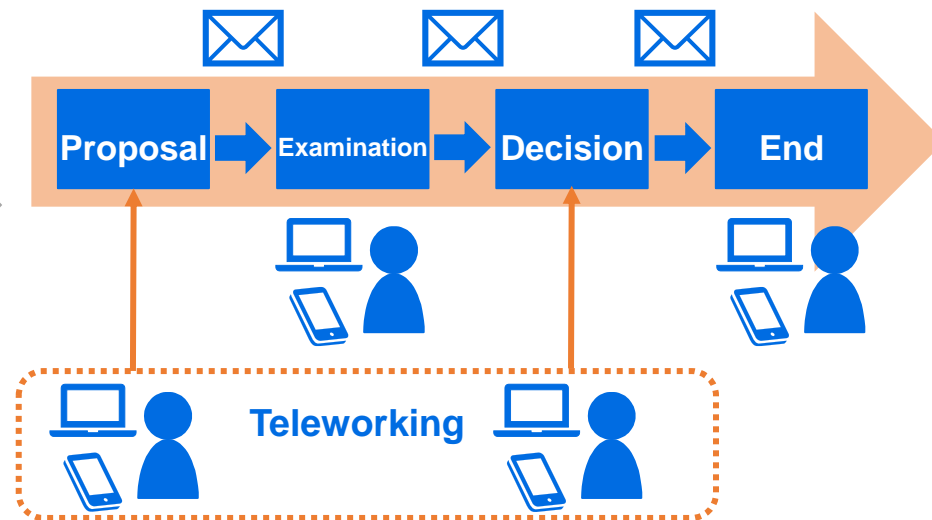 Proposal
Examination
Decision
End
Teleworking